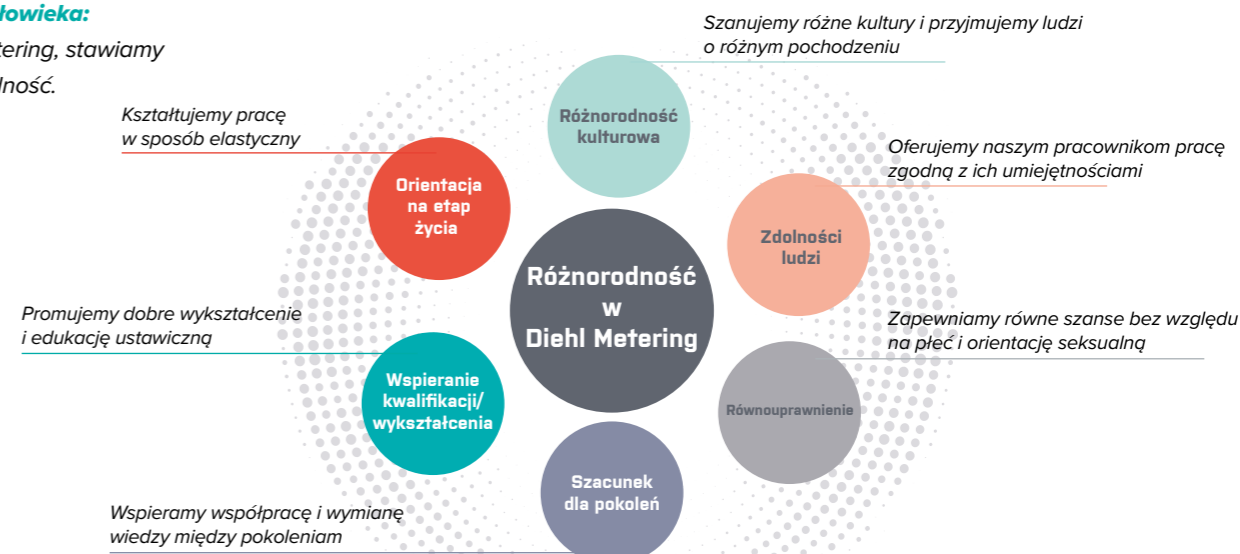 łowieka:
tering, stawiamy
lność.
Szanujemy różne kultury i przyjmujemy ludzi
o różnym pochodzeniu
Kształtujemy pracę
w sposób elastyczny
Różnorodność
kulturowa
Oferujemy naszym pracownikom pracę
zgodną z ich umiejętnościami
Orientacja
na etap
życia
Zdolności
ludzi
Różnorodność
w
Diehl Metering
Promujemy dobre wykształcenie
i edukację ustawiczną
Zapewniamy równe szanse bez względu
na płeć i orientację seksualną
Wspieranie
kwalifikacji/
wykształcenia
Równouprawnienie
Szacunek
dla pokoleń
Wspieramy współpracę i wymianę
wiedzy między pokoleniam